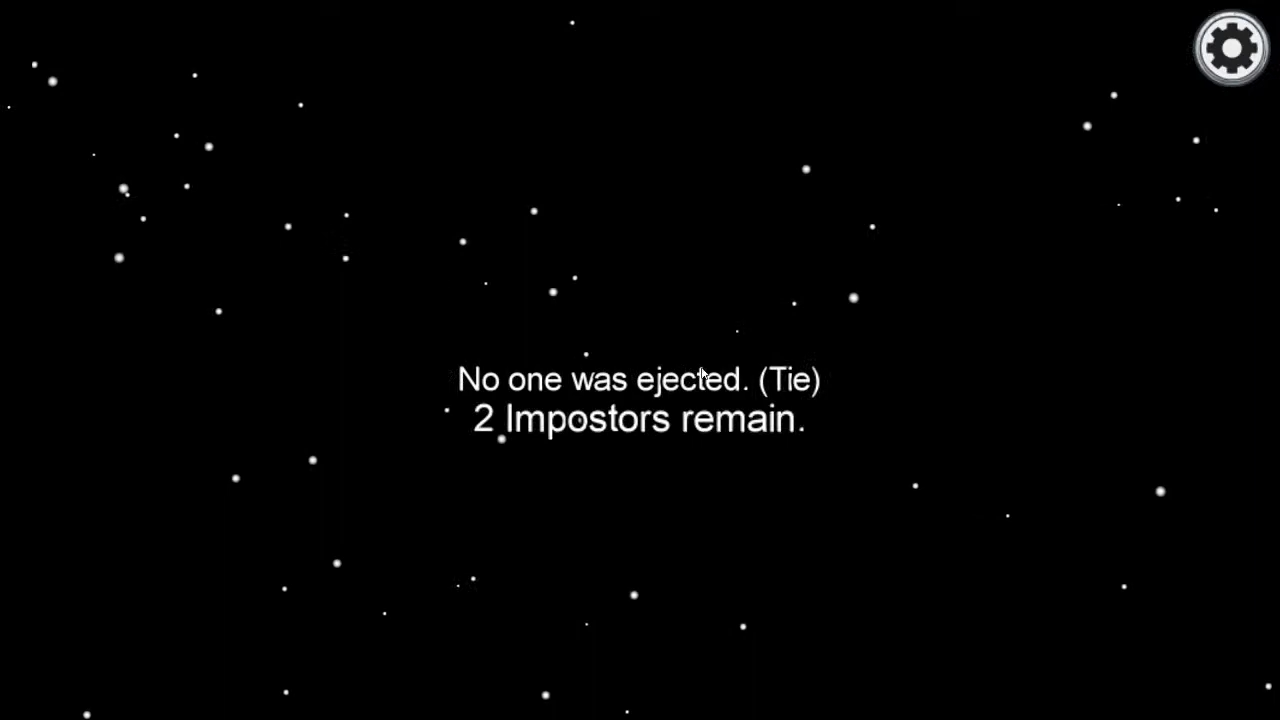 No one was ejected. (Tie)
2 Impostors remain.